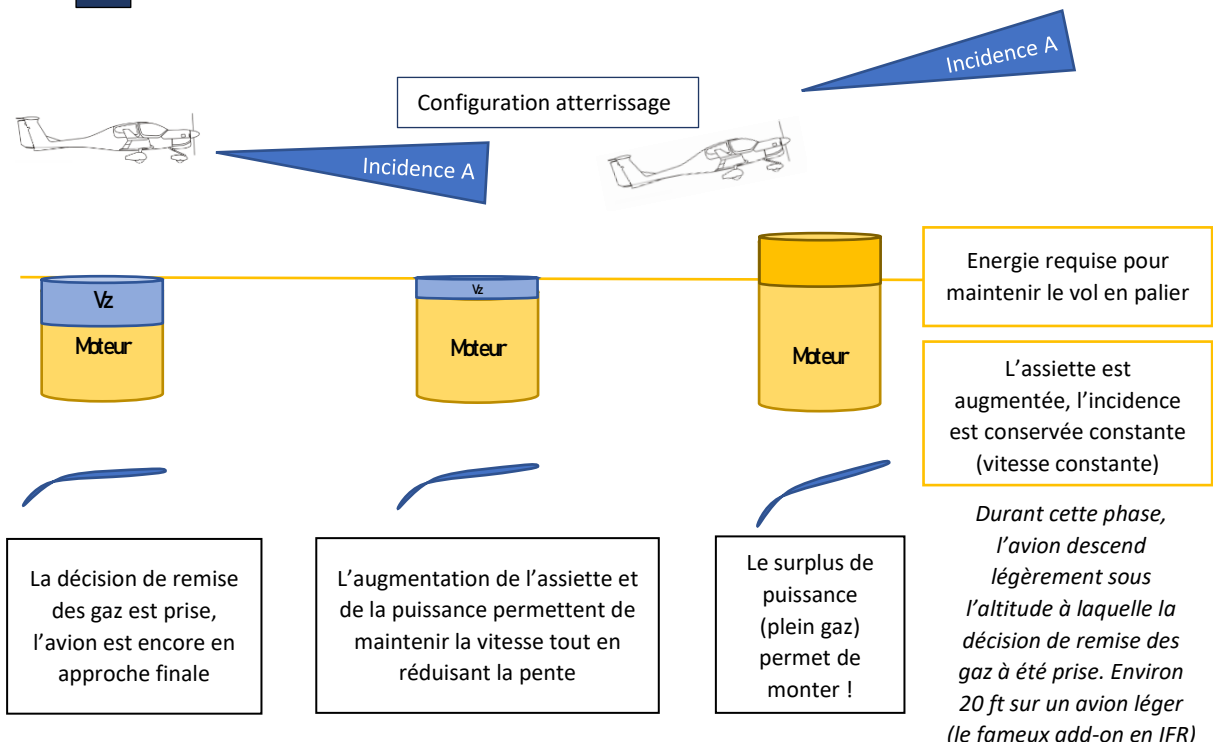 Incidence A
Configuration atterrissage
Incidence A
Energie requise pour
maintenir le vol en palier
Vz
Moteur
Vz
Moteur
Moteur
L'assiette est
augmentée, l'incidence
est conservée constante
(vitesse constante)
La décision de remise
des gaz est prise,
l'avion est encore en
approche finale
L'augmentation de l'assiette et
de la puissance permettent de
maintenir la vitesse tout en
réduisant la pente
Le surplus de
puissance
(plein gaz)
permet de
monter !
Durant cette phase,
l'avion descend
légèrement sous
l'altitude à laquelle la
décision de remise des
gaz à été prise. Environ
20 ft sur un avion léger
(le fameux add-on en IFR)